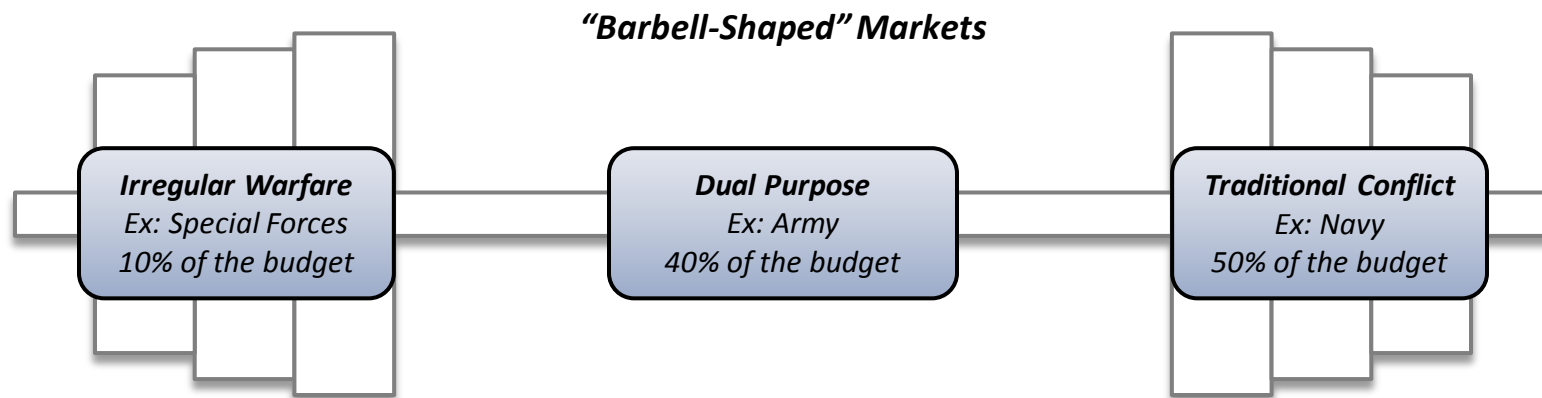 “Barbell-Shaped” Markets
Irregular Warfare
Ex: Special Forces
10% of the budget
Dual Purpose
Ex: Army
40% of the budget
Traditional Conflict
Ex: Navy
50% of the budget